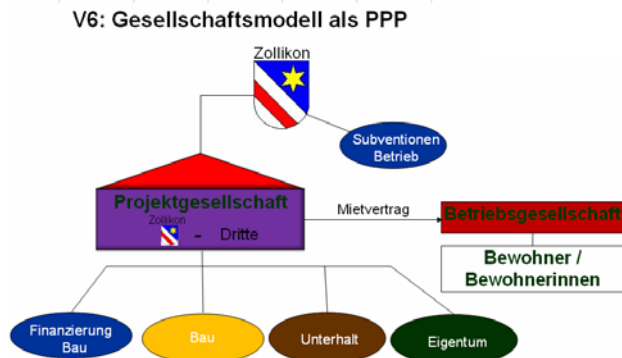 V6: Gesellschaftsmodell als PPP
Zollikon
Subventionen
Betrieb
Projektgesellschaft
Zollikon
- Dritte
Mietvertrag
Betriebsgesellschaft
Bewohner /
Bewohnerinnen
Finanzierung
Bau
Bau
Unterhalt
Eigentum